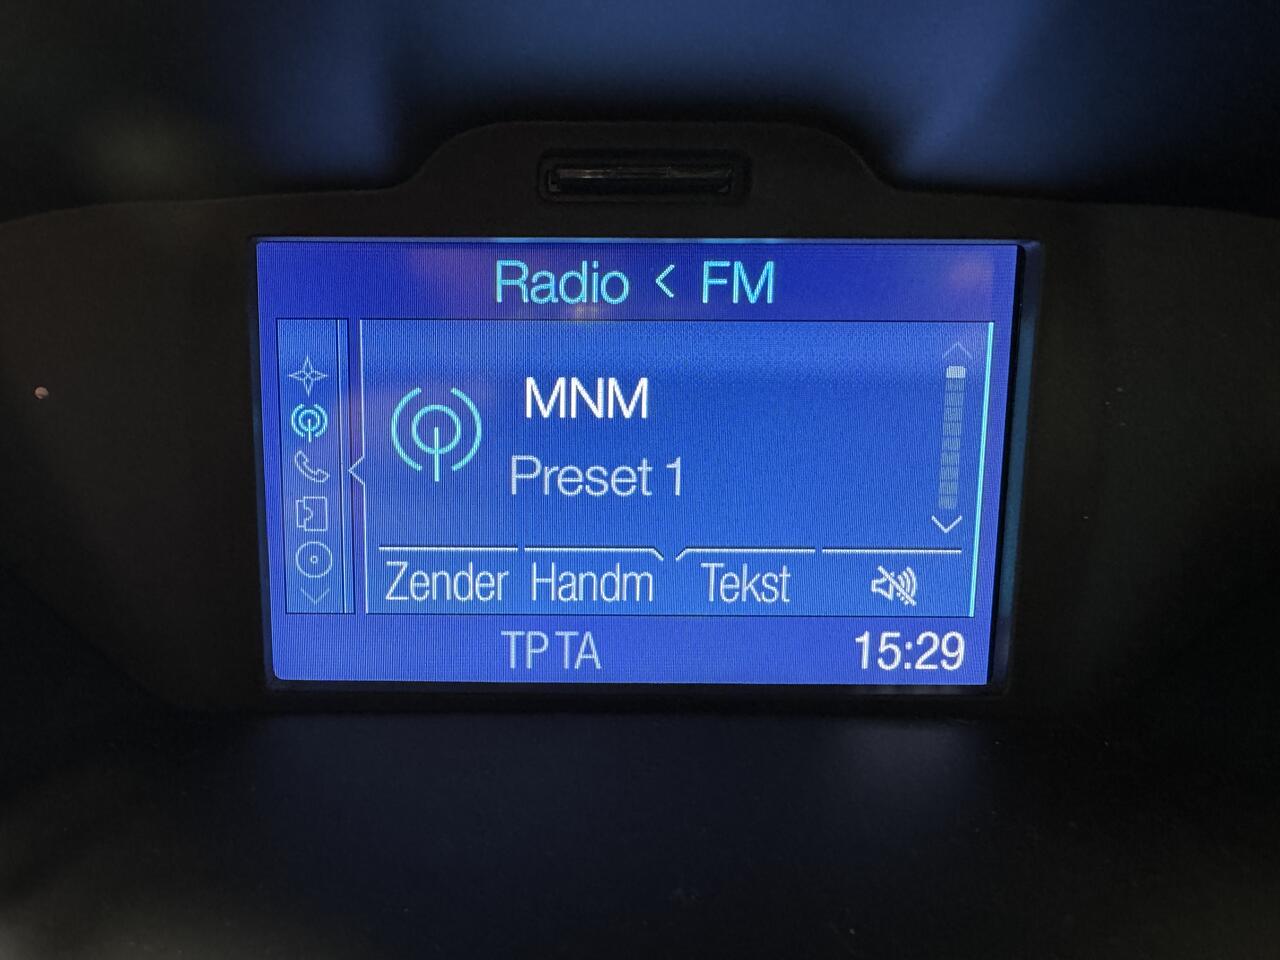 Radio < FM
MNM
Preset 1
Zender Handm Tekst
TP TA 15:29